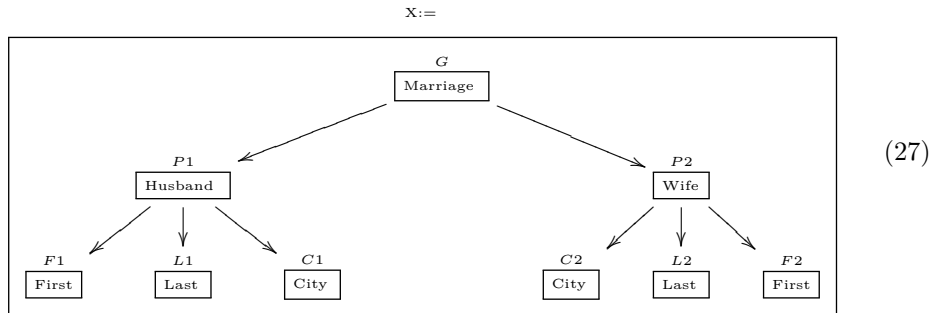 X:=
G
Marriage
(27)
P1 P2
Husband Wife
F1 L1 C1 C2 L2 F2
First Last City City Last First